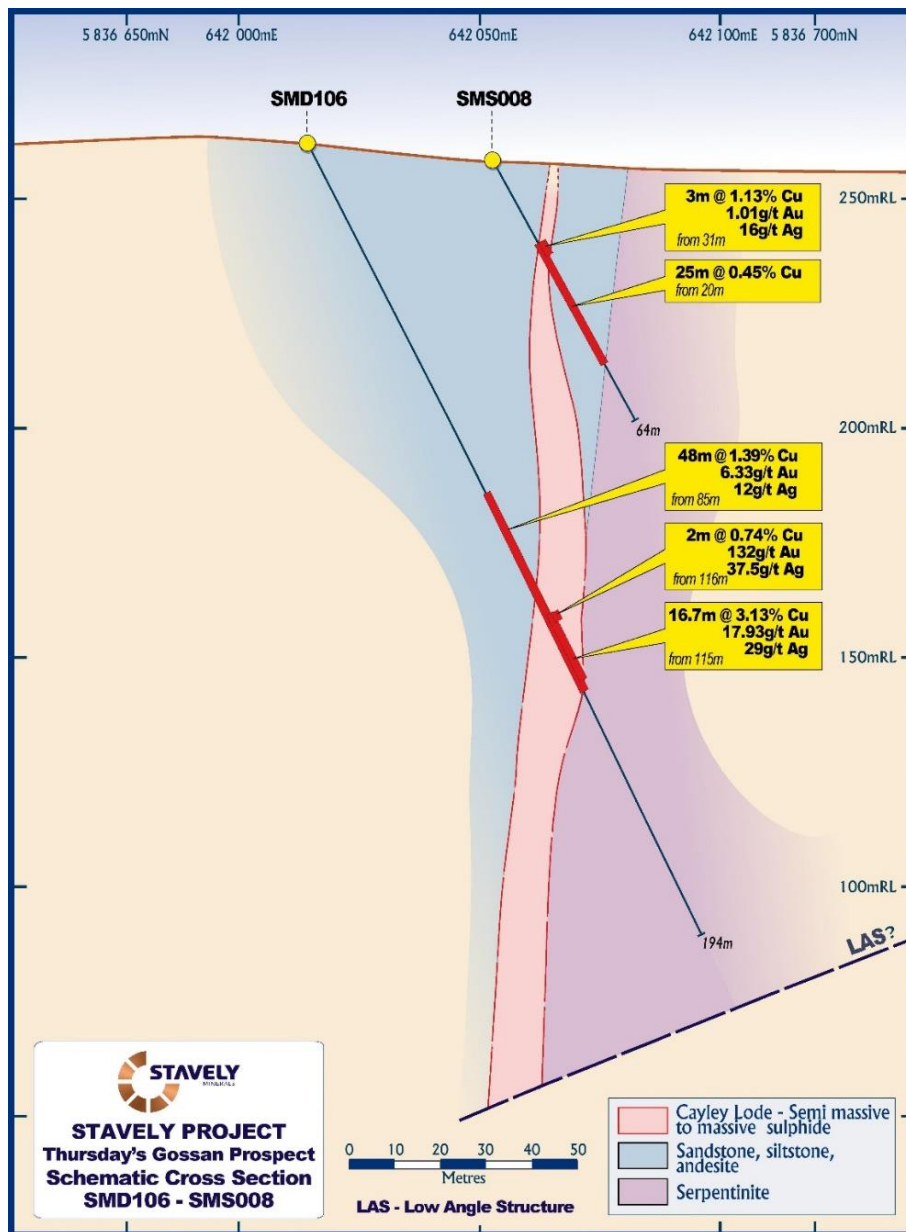 5 836 650mN 642 000mE 642 050mE 642 100mE 5 836 700mN
SMD106 SMS008
3m @ 1.13% Cu
1.01g/t Au
16g/t Ag
from 31m
250mRL
25m @ 0.45% Cu
from 20m
64m
200mRL
48m @ 1.39% Cu
6.33g/t Au
12g/t Ag
from 85m
2m @ 0.74% Cu
132g/t Au
37.5g/t Ag
from 116m
16.7m @ 3.13% Cu
17.93g/t Au
29g/t Ag
from 115m
150mRL
100mRL
194m
LAS?
STAVELY
MINERALS
STAVELY PROJECT
Thursday's Gossan Prospect
Schematic Cross Section
SMD106 - SMS008
0 10 20 30 40 50
Metres
LAS - Low Angle Structure
Cayley Lode - Semi massive
to massive sulphide
Sandstone, siltstone,
andesite
Serpentinite